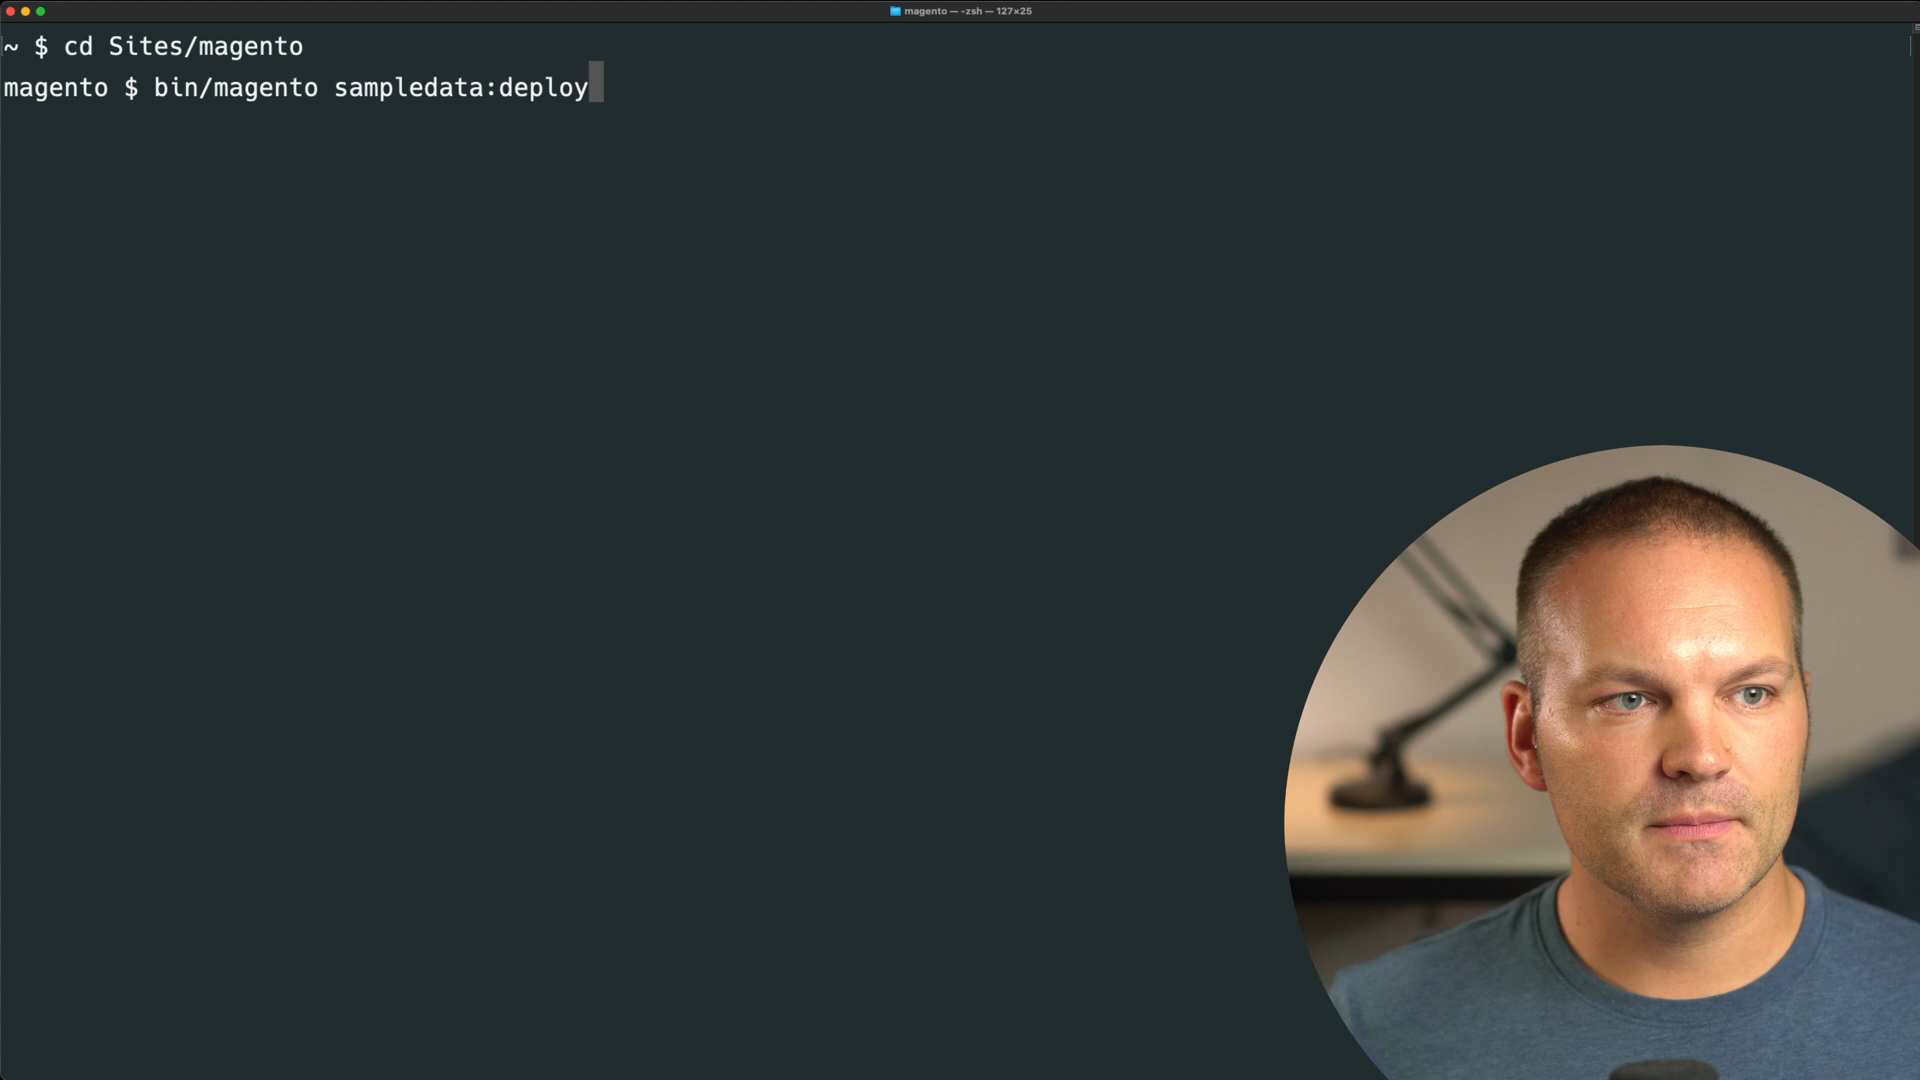 magento — -zsh — 127×25
~ $ cd Sites/magento
magento $ bin/magento sampledata:deploy